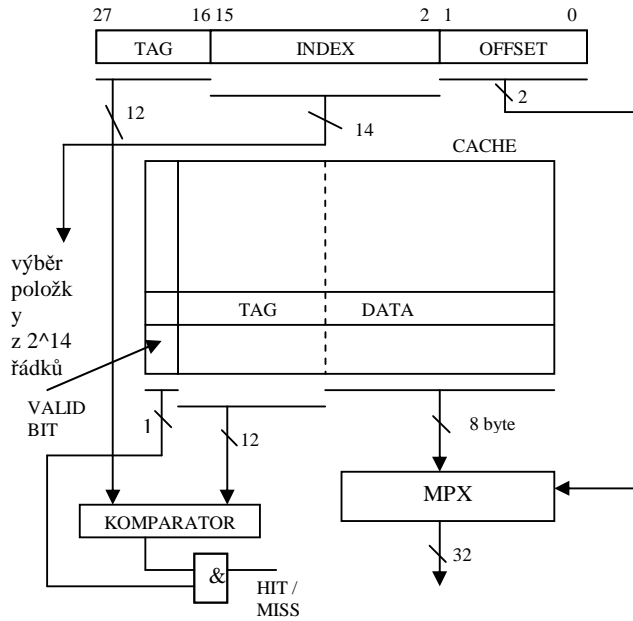 27 16 15 2 1 0
TAG INDEX OFFSET
12 14 2
CACHE
výběr
položk
y
z 2^14
řádků
TAG DATA
VALID
BIT
1 12 8 byte
KOMPARATOR MPX
& 32
HIT /
MISS